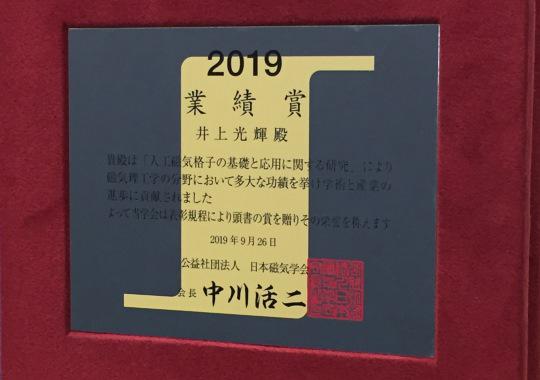 2019
業績賞
井上光輝殿
貴殿は「人工磁気格子の基礎と応用に関する研究」により
磁気理工学の分野において多大な功績を挙げ学術と産業の
進歩に貢献されました
よって当学会は表彰規程により頭書の賞を贈りその栄誉を称えます
2019年9月26日
公益社団法人 日本磁気学会
会長 中川活二